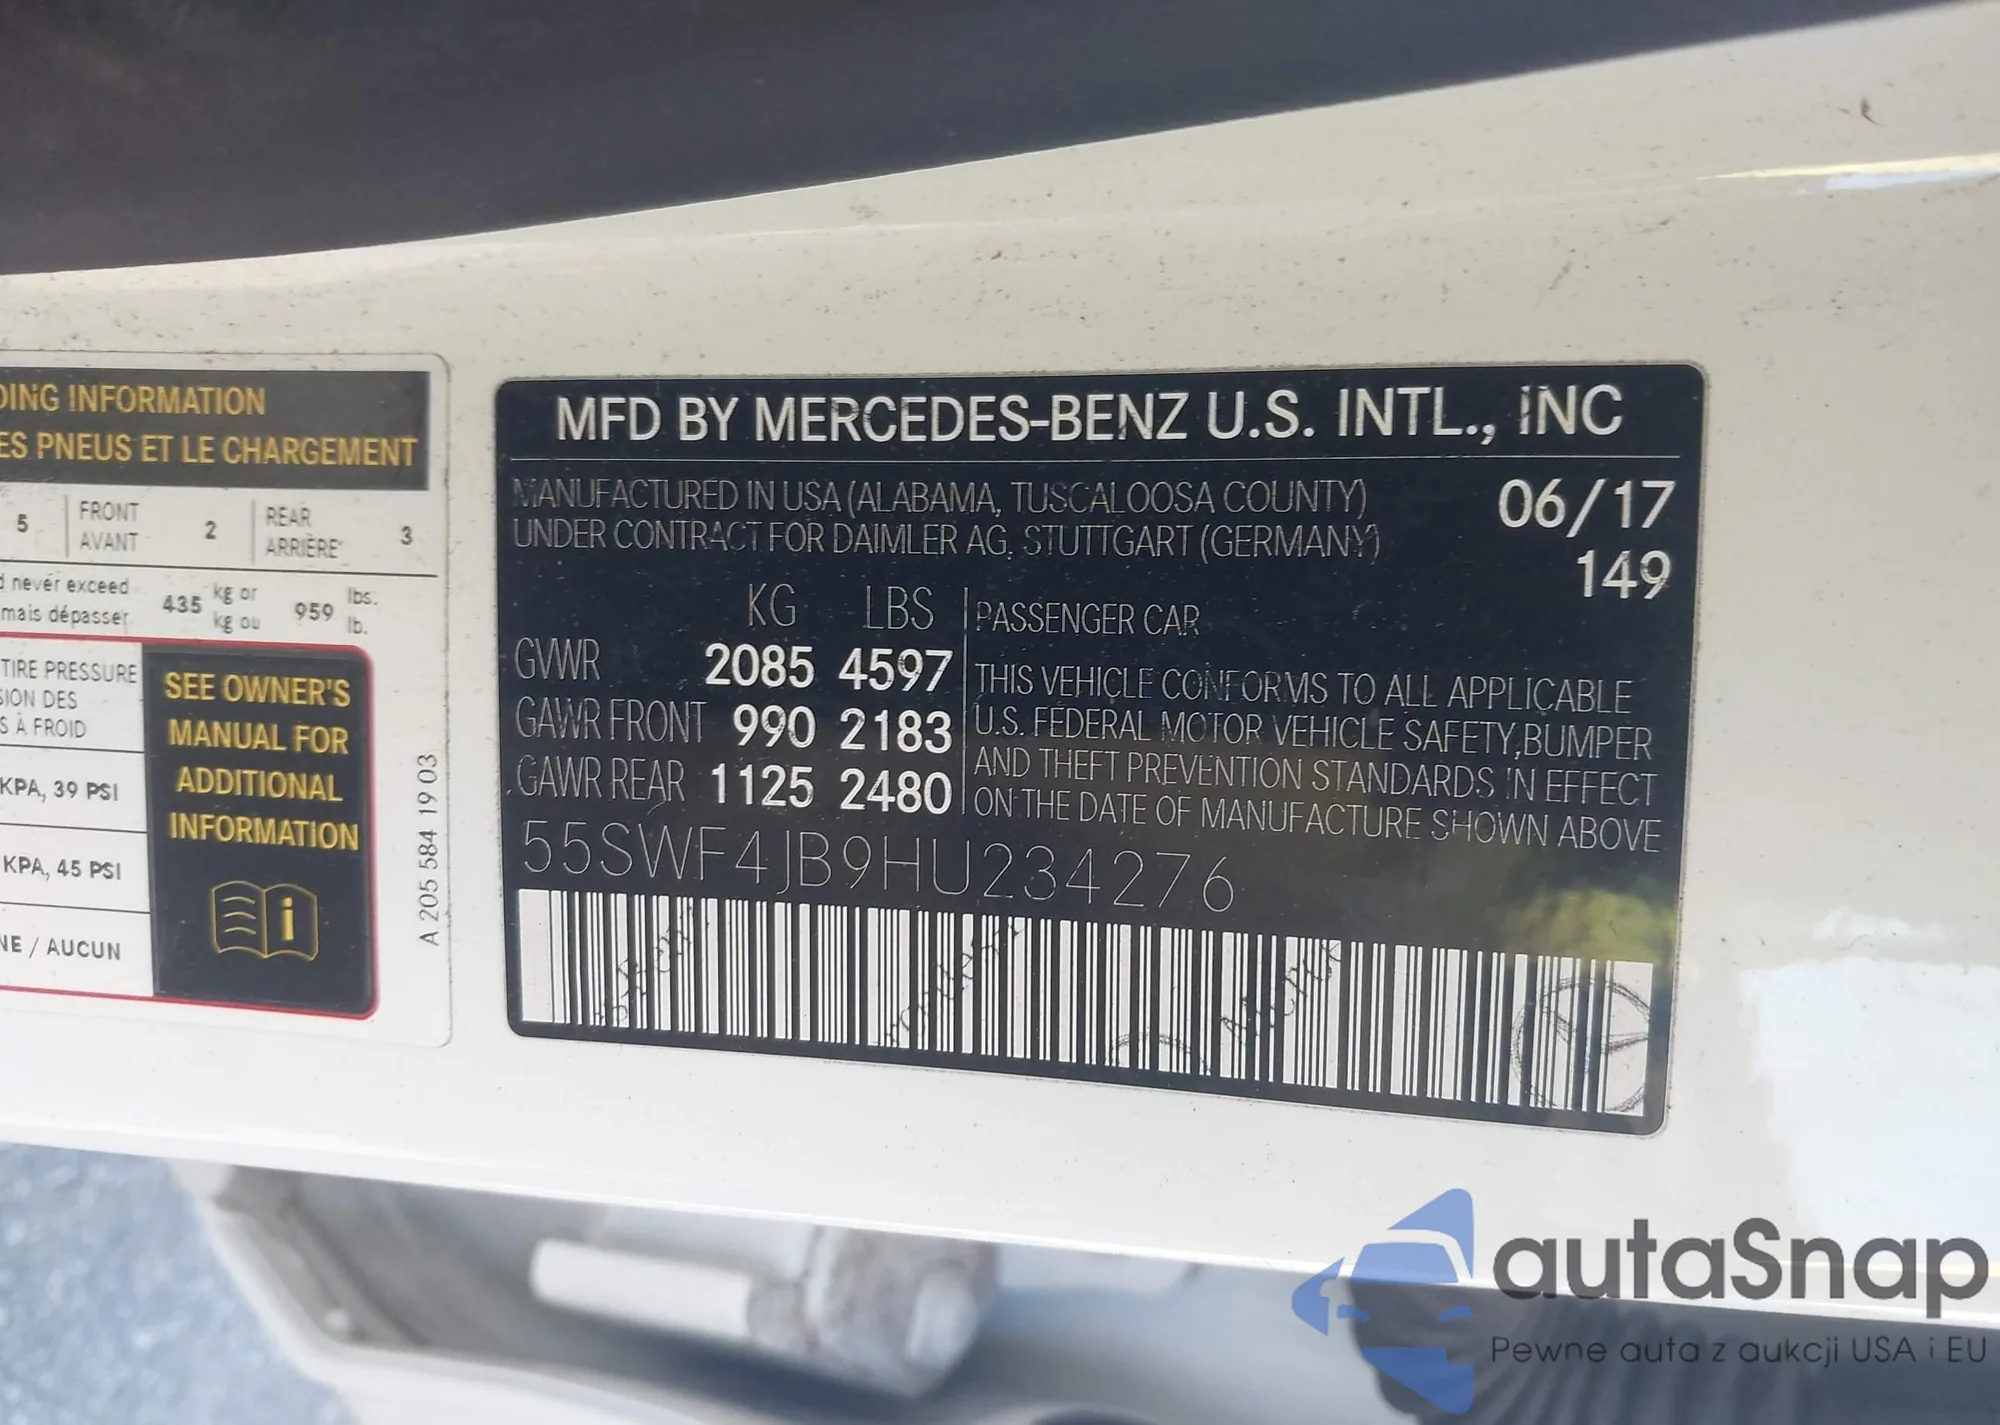 DING INFORMATION
ES PNEUS ET LE CHARGEMENT
5 FRONT AVANT 2 REAR ARRIÈRE 3
d never exceed
mais dépasser 435 kg or kg ou 959 lbs. lb.
TIRE PRESSURE
SION DES
S À FROID
KPA, 39 PSI
KPA, 45 PSI
NE / AUCUN
SEE OWNER'S
MANUAL FOR
ADDITIONAL
INFORMATION
i
A 205 584 19 03
MFD BY MERCEDES-BENZ U.S. INTL., INC
MANUFACTURED IN USA (ALABAMA, TUSCALOOSA COUNTY)
UNDER CONTRACT FOR DAIMLER AG, STUTTGART (GERMANY)
06/17
149
KG LBS
GVWR 2085 4597
GAWR FRONT 990 2183
GAWR REAR 1125 2480
PASSENGER CAR
THIS VEHICLE CONFORMS TO ALL APPLICABLE
U.S. FEDERAL MOTOR VEHICLE SAFETY,BUMPER
AND THEFT PREVENTION STANDARDS IN EFFECT
ON THE DATE OF MANUFACTURE SHOWN ABOVE
55SWF4JB9HU234276
autaSnap
Pewne auta z aukcji USA i EU